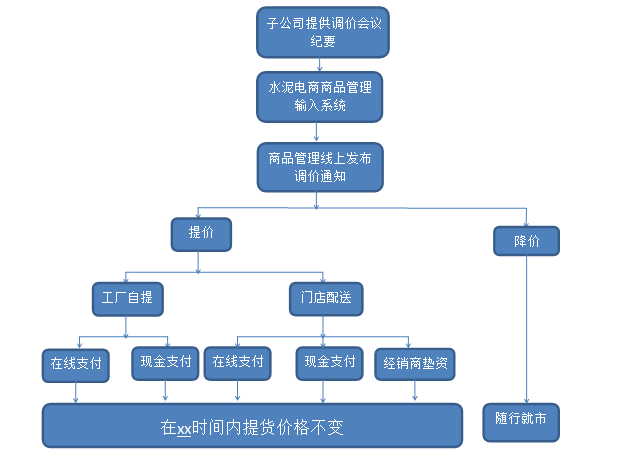 子公司提供调价会议
纪要
水泥电商商品管理
输入系统
商品管理线上发布
调价通知
提价
降价
工厂自提
门店配送
在线支付
现金支付
在线支付
现金支付
经销商垫资
在xx时间内提货价格不变
随行就市